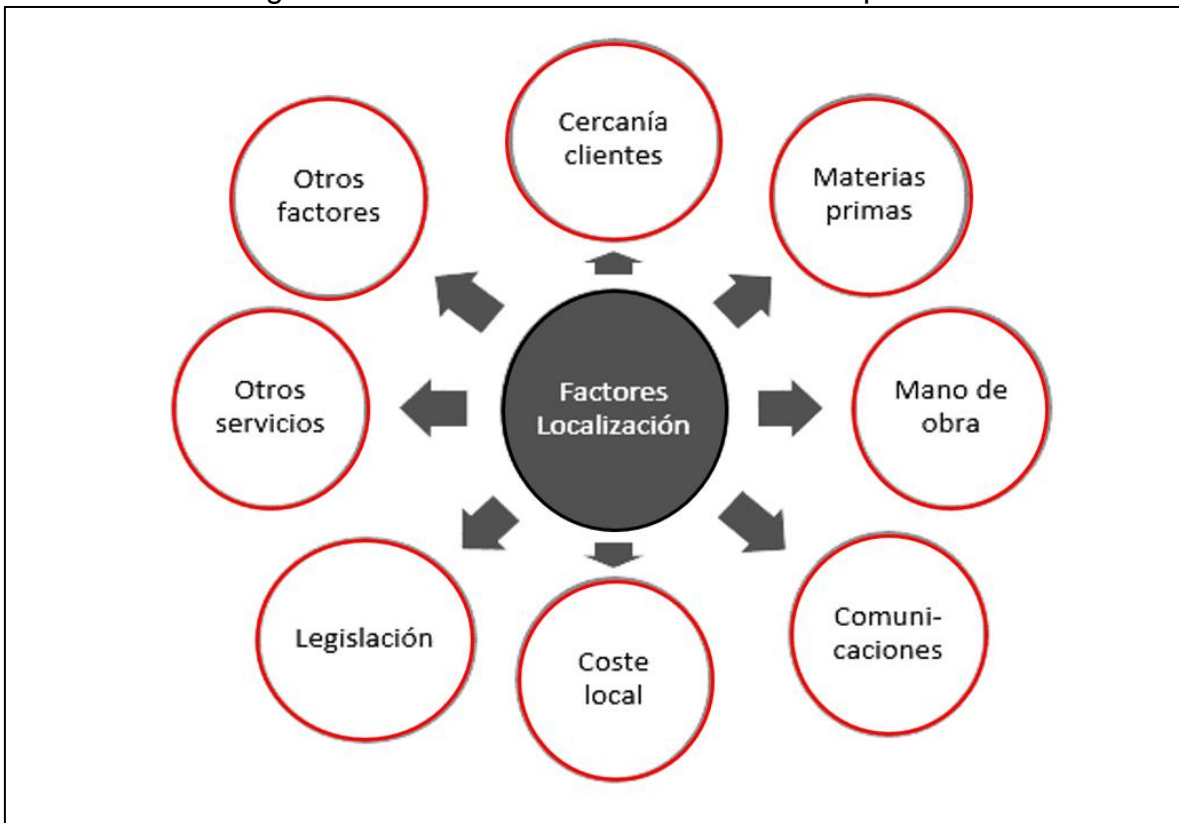 Cercanía
clientes
Materias
primas
Mano de
obra
Comuni-
caciones
Coste
local
Legislación
Otros
servicios
Otros
factores
Factores
Localización